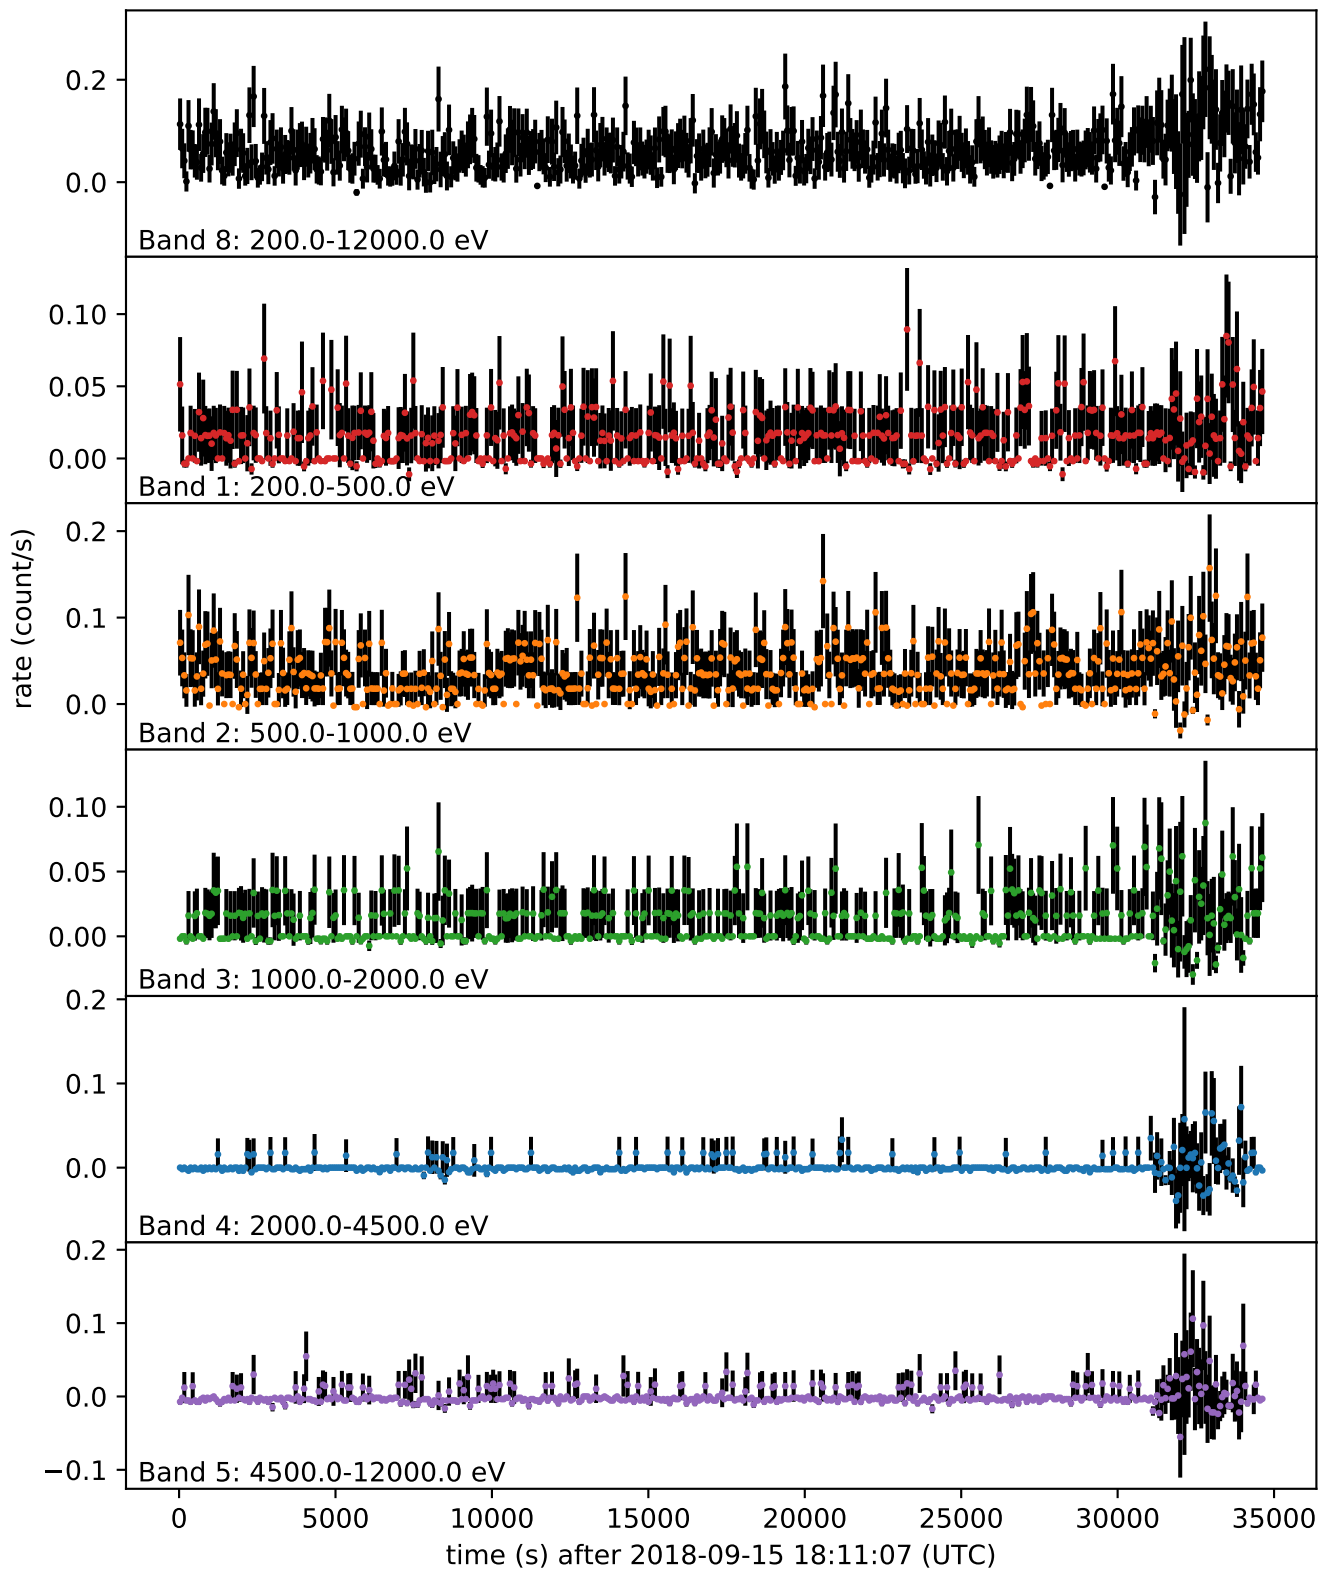 rate (count/s)
0.2
0.0
Band 8: 200.0-12000.0 eV
0.10
0.05
0.00
Band 1: 200.0-500.0 eV
0.2
0.1
0.0
Band 2: 500.0-1000.0 eV
0.10
0.05
0.00
Band 3: 1000.0-2000.0 eV
0.2
0.1
0.0
Band 4: 2000.0-4500.0 eV
0.2
0.1
0.0
−0.1
Band 5: 4500.0-12000.0 eV
0 5000 10000 15000 20000 25000 30000 35000
time (s) after 2018-09-15 18:11:07 (UTC)